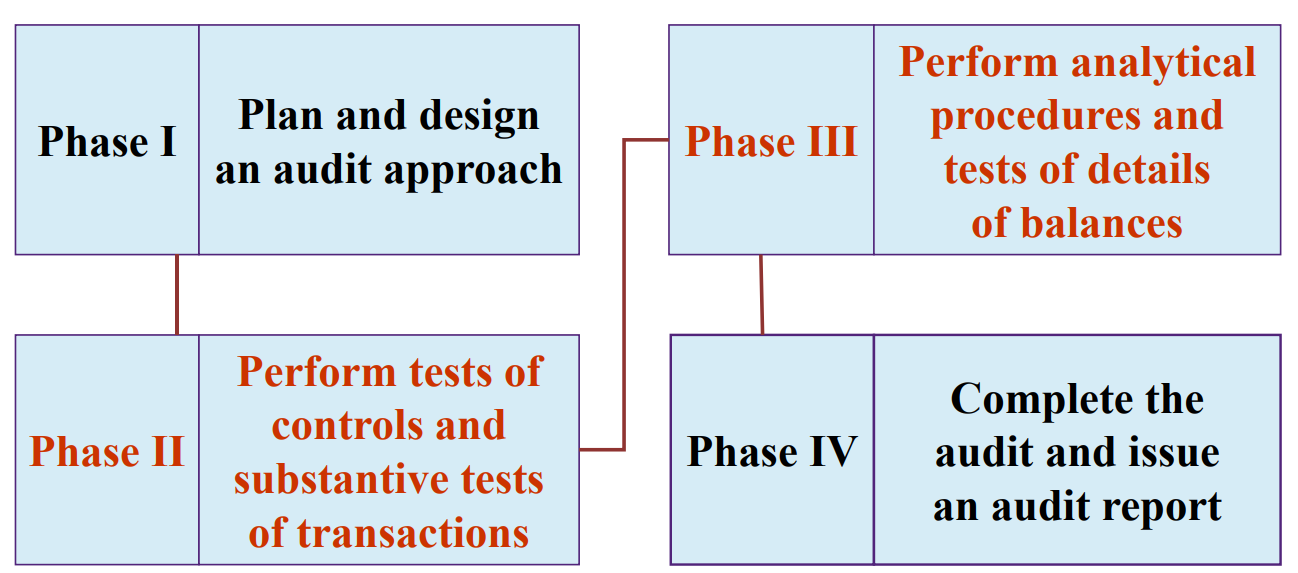 Phase I
Plan and design
an audit approach
Phase II
Perform tests of
controls and
substantive tests
of transactions
Phase III
Perform analytical
procedures and
tests of details
of balances
Phase IV
Complete the
audit and issue
an audit report